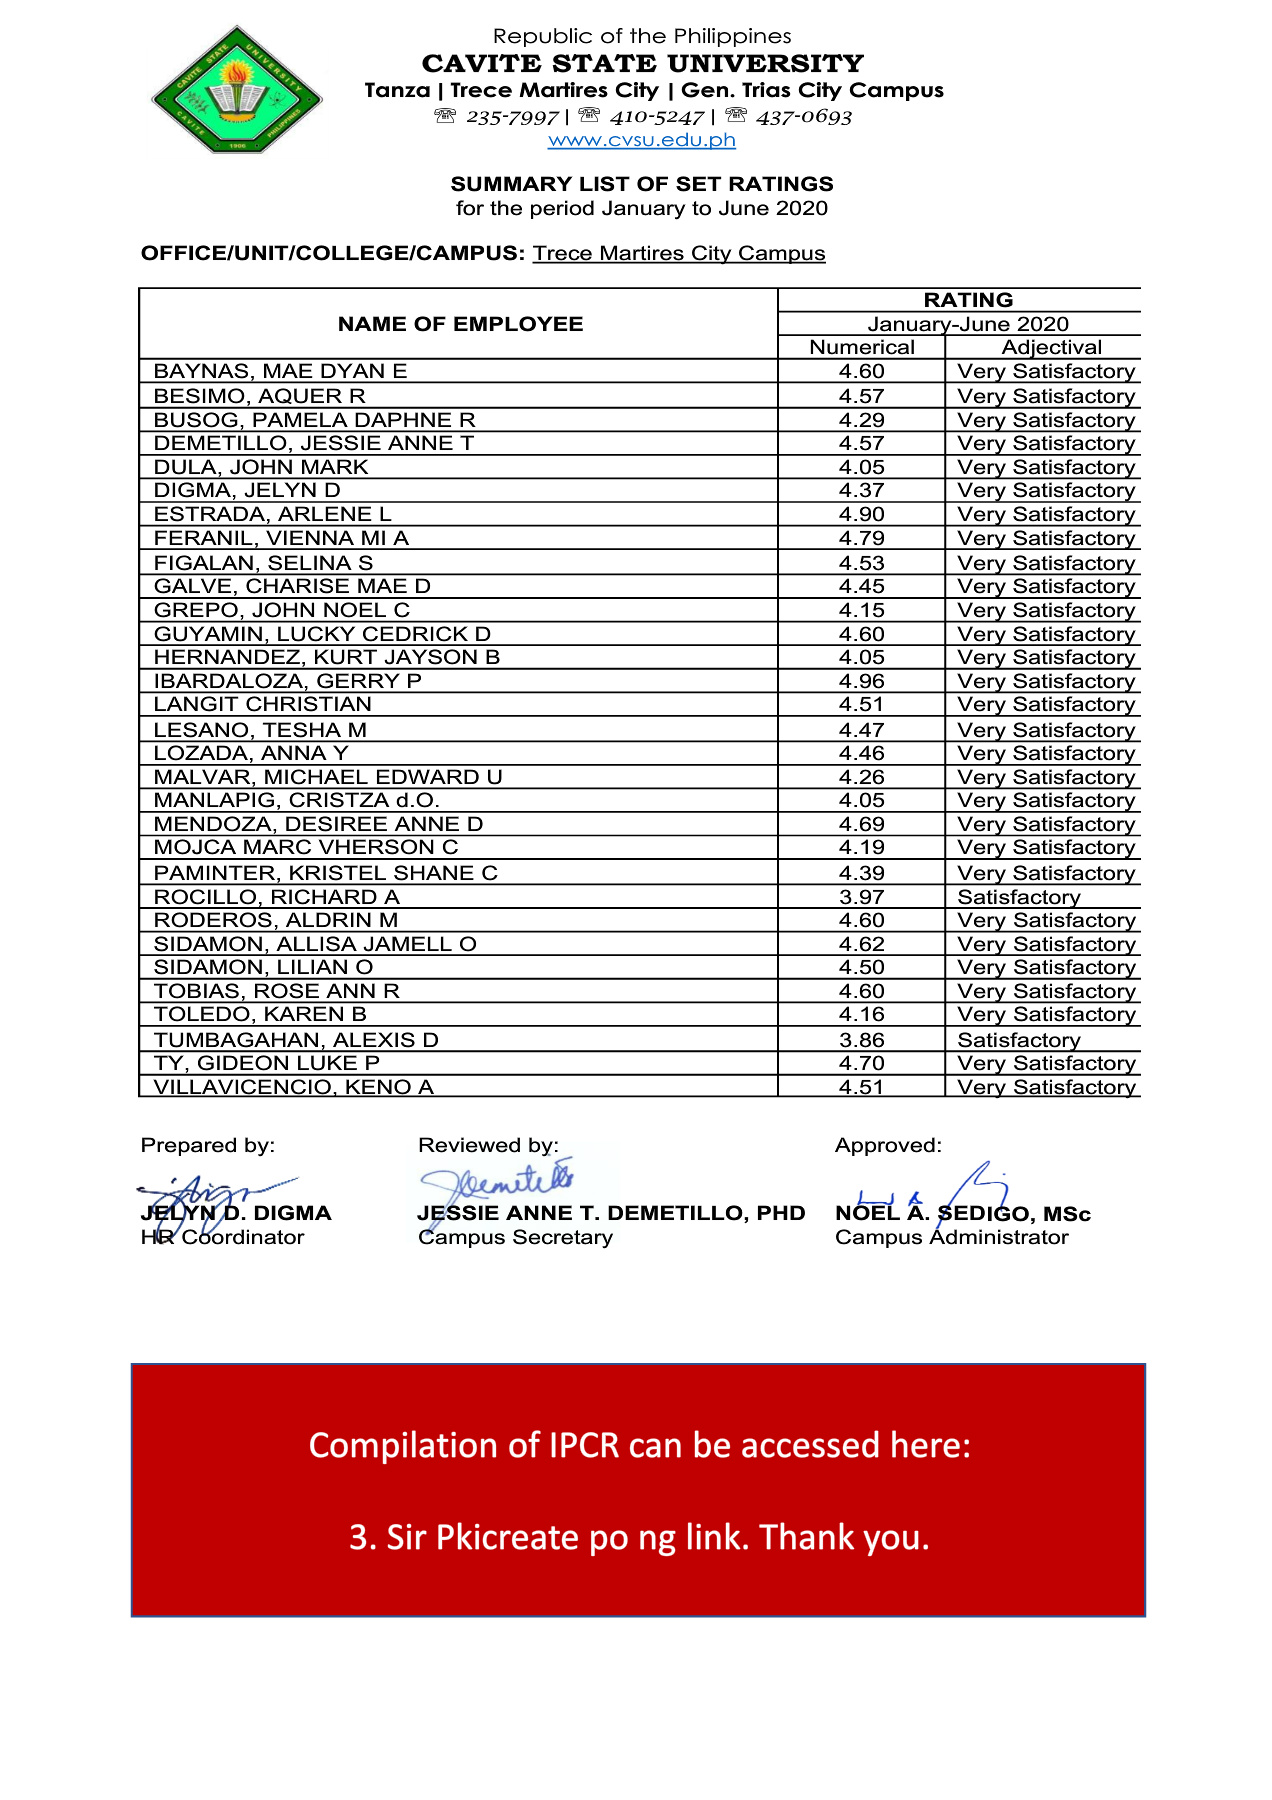 CAVITE STATE UNIVERSITY
CAVITE PHILIPPINES
1906
Republic of the Philippines
CAVITE STATE UNIVERSITY
Tanza | Trece Martires City | Gen. Trias City Campus
☏ 235-7997 | ☏ 410-5247 | ☏ 437-0693
www.cvsu.edu.ph
SUMMARY LIST OF SET RATINGS
for the period January to June 2020
OFFICE/UNIT/COLLEGE/CAMPUS: Trece Martires City Campus
NAME OF EMPLOYEE
RATING
January-June 2020
Numerical Adjectival
BAYNAS, MAE DYAN E 4.60 Very Satisfactory
BESIMO, AQUER R 4.57 Very Satisfactory
BUSOG, PAMELA DAPHNE R 4.29 Very Satisfactory
DEMETILLO, JESSIE ANNE T 4.57 Very Satisfactory
DULA, JOHN MARK 4.05 Very Satisfactory
DIGMA, JELYN D 4.37 Very Satisfactory
ESTRADA, ARLENE L 4.90 Very Satisfactory
FERANIL, VIENNA MI A 4.79 Very Satisfactory
FIGALAN, SELINA S 4.53 Very Satisfactory
GALVE, CHARISE MAE D 4.45 Very Satisfactory
GREPO, JOHN NOEL C 4.15 Very Satisfactory
GUYAMIN, LUCKY CEDRICK D 4.60 Very Satisfactory
HERNANDEZ, KURT JAYSON B 4.05 Very Satisfactory
IBARDALOZA, GERRY P 4.96 Very Satisfactory
LANGIT CHRISTIAN 4.51 Very Satisfactory
LESANO, TESHA M 4.47 Very Satisfactory
LOZADA, ANNA Y 4.46 Very Satisfactory
MALVAR, MICHAEL EDWARD U 4.26 Very Satisfactory
MANLAPIG, CRISTZA d.O. 4.05 Very Satisfactory
MENDOZA, DESIREE ANNE D 4.69 Very Satisfactory
MOJCA MARC VHERSON C 4.19 Very Satisfactory
PAMINTER, KRISTEL SHANE C 4.39 Very Satisfactory
ROCILLO, RICHARD A 3.97 Satisfactory
RODEROS, ALDRIN M 4.60 Very Satisfactory
SIDAMON, ALLISA JAMELL O 4.62 Very Satisfactory
SIDAMON, LILIAN O 4.50 Very Satisfactory
TOBIAS, ROSE ANN R 4.60 Very Satisfactory
TOLEDO, KAREN B 4.16 Very Satisfactory
TUMBAGAHAN, ALEXIS D 3.86 Satisfactory
TY, GIDEON LUKE P 4.70 Very Satisfactory
VILLAVICENCIO, KENO A 4.51 Very Satisfactory
Prepared by: Reviewed by: Approved:
JELYN D. DIGMA JESSIE ANNE T. DEMETILLO, PHD NOEL A. SEDIGO, MSc
HR Coordinator Campus Secretary Campus Administrator
Compilation of IPCR can be accessed here:
3. Sir Pkicreate po ng link. Thank you.